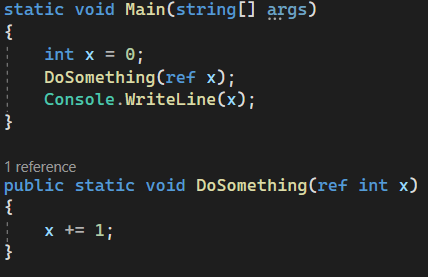 static void Main(string[] args)
{
int x = 0;
DoSomething(ref x);
Console.WriteLine(x);
}
1 reference
public static void DoSomething(ref int x)
{
x += 1;
}